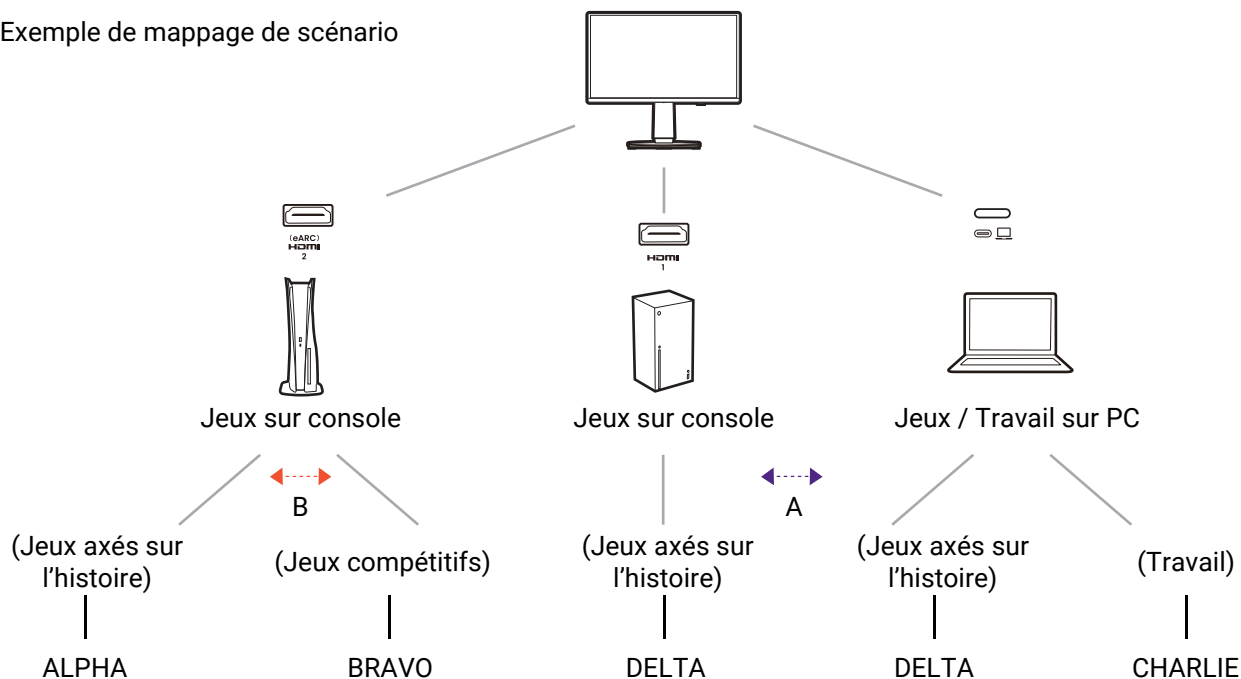 Exemple de mappage de scénario
(eARC)
HDMI
2
HDMI
1
Jeux sur console
Jeux sur console
Jeux / Travail sur PC
B
A
(Jeux axés sur
l’histoire)
(Jeux compétitifs)
(Jeux axés sur
l’histoire)
(Jeux axés sur
l’histoire)
(Travail)
ALPHA
BRAVO
DELTA
DELTA
CHARLIE